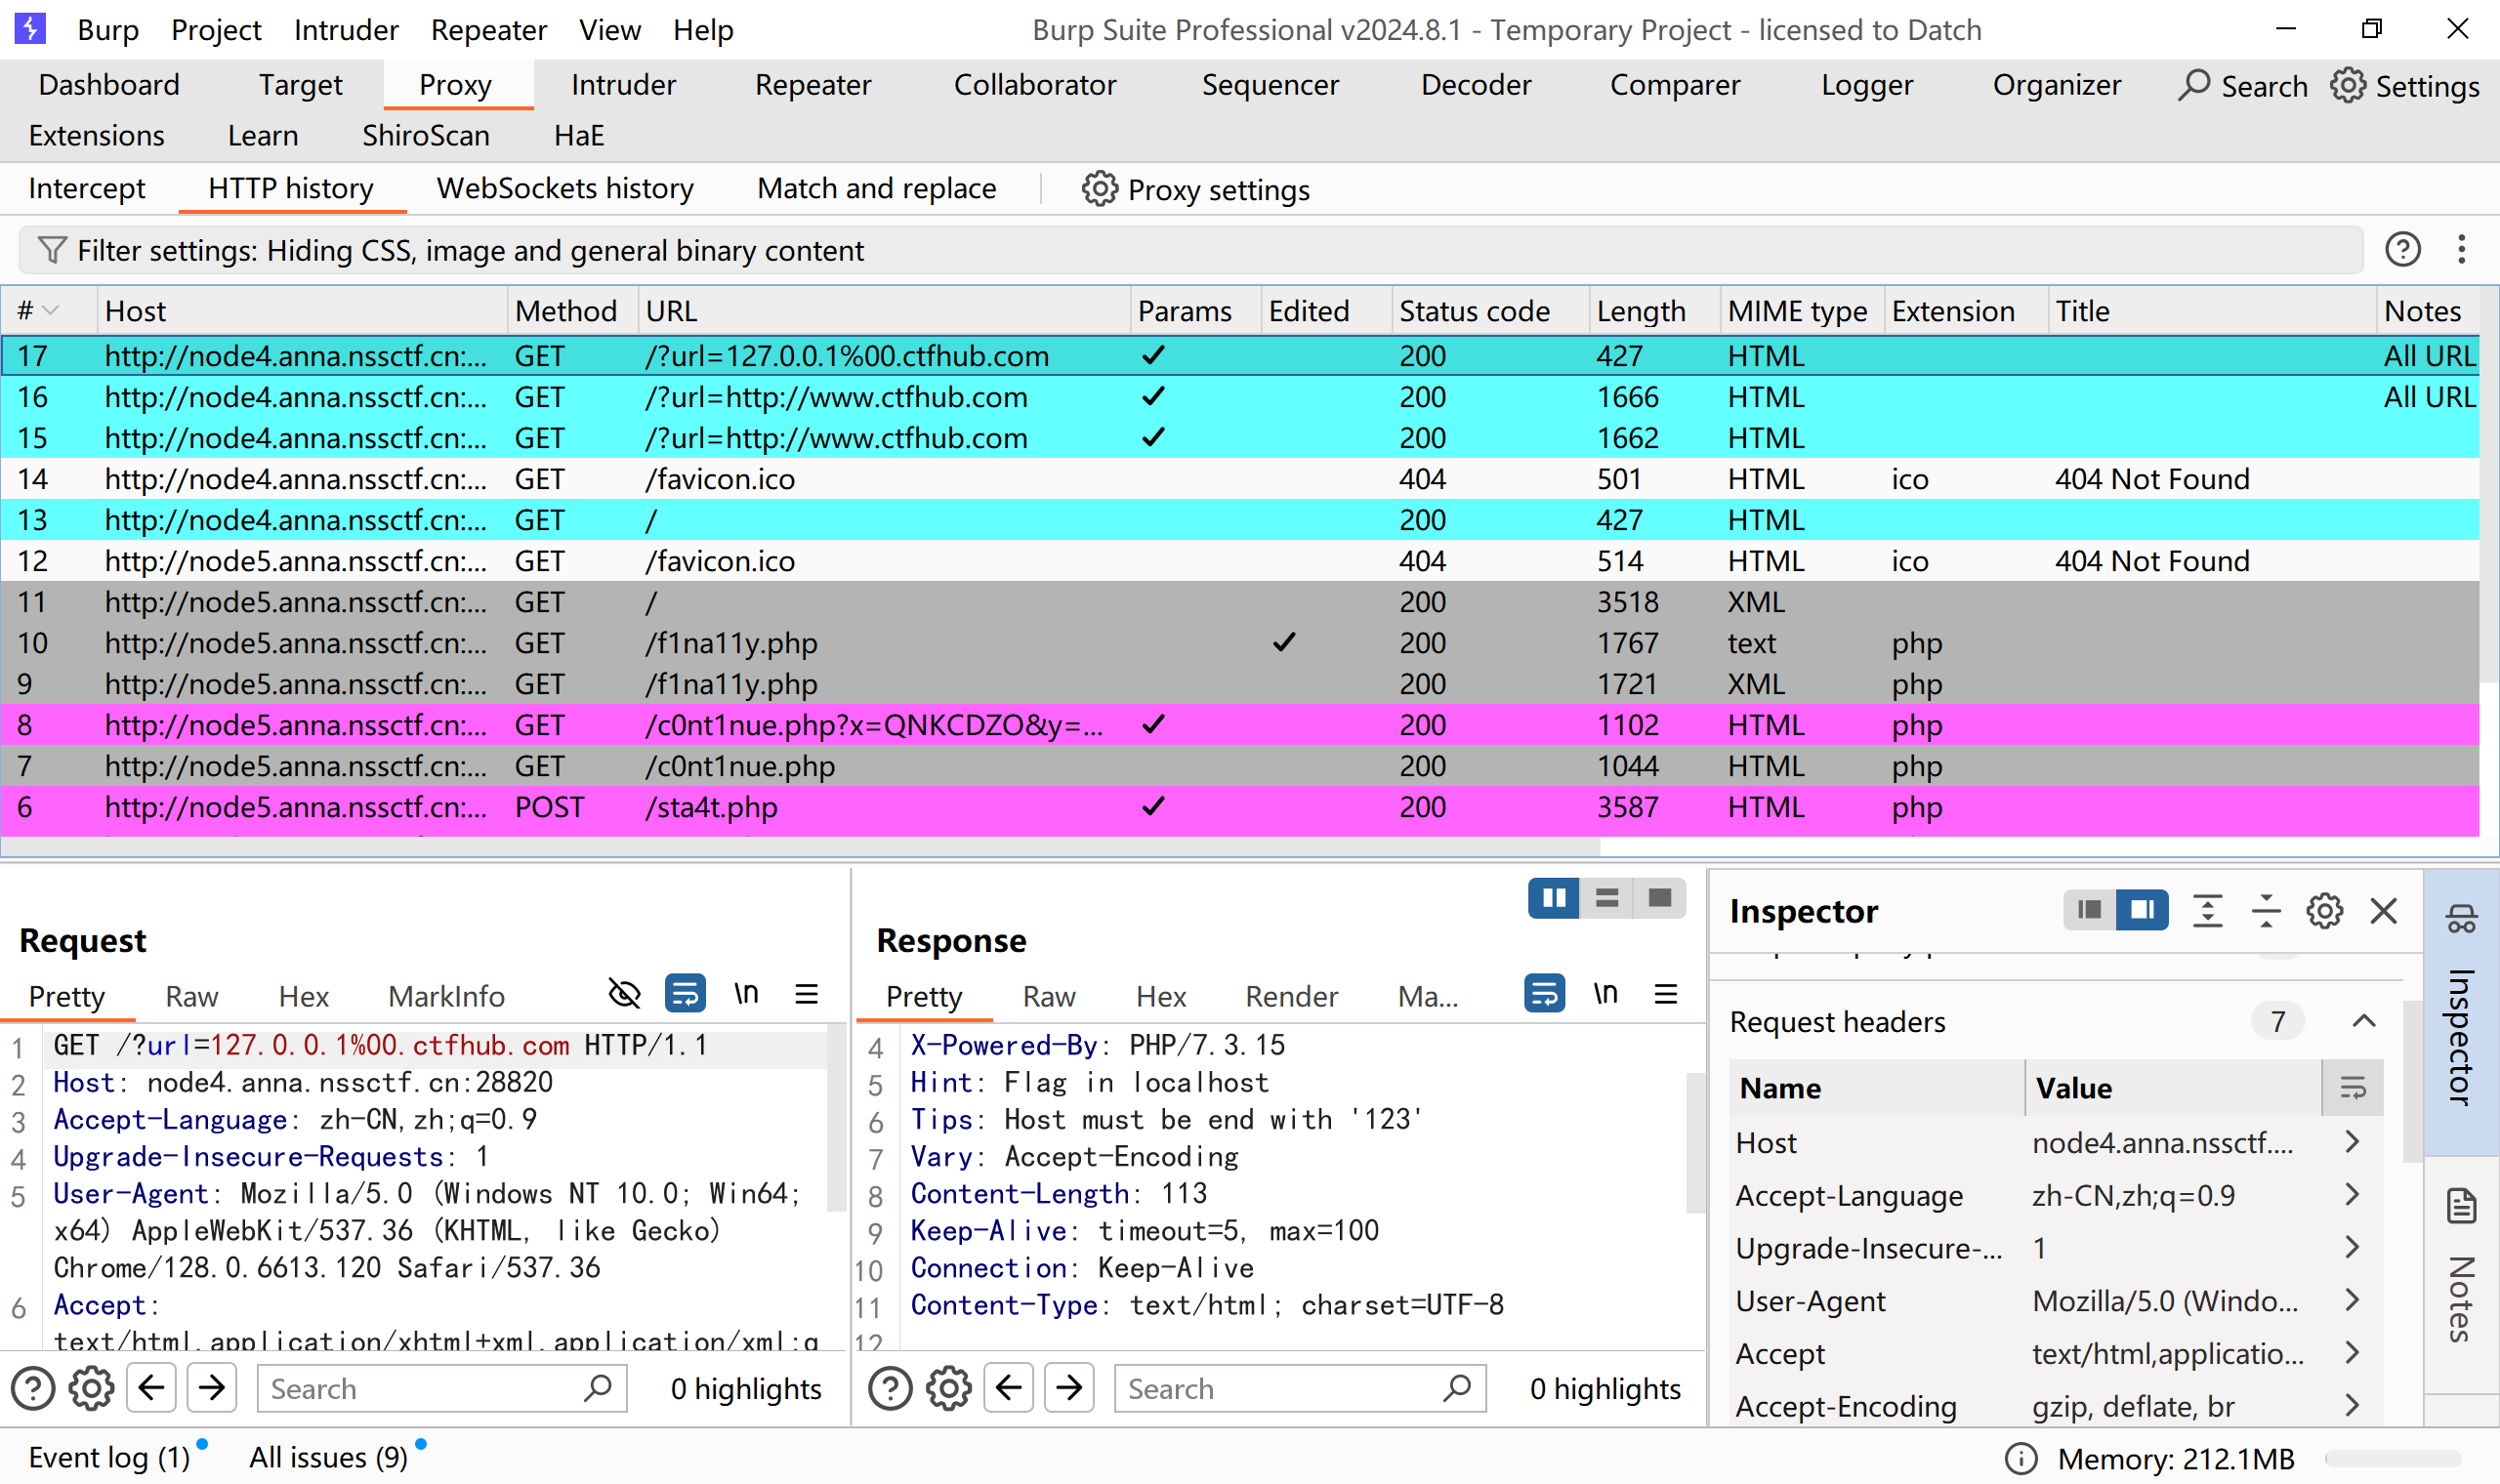 Burp Project Intruder Repeater View Help Burp Suite Professional v2024.8.1 - Temporary Project - licensed to Datch
Dashboard Target Proxy Intruder Repeater Collaborator Sequencer Decoder Comparer Logger Organizer Search Settings
Extensions Learn ShiroScan HaE
Intercept HTTP history WebSockets history Match and replace Proxy settings
Filter settings: Hiding CSS, image and general binary content
# Host Method URL Params Edited Status code Length MIME type Extension Title Notes
17 http://node4.anna.nssctf.cn:... GET /?url=127.0.0.1%00.ctfhub.com ✓ 200 427 HTML All URL
16 http://node4.anna.nssctf.cn:... GET /?url=http://www.ctfhub.com ✓ 200 1666 HTML All URL
15 http://node4.anna.nssctf.cn:... GET /?url=http://www.ctfhub.com ✓ 200 1662 HTML
14 http://node4.anna.nssctf.cn:... GET /favicon.ico 404 501 HTML ico 404 Not Found
13 http://node4.anna.nssctf.cn:... GET / 200 427 HTML
12 http://node5.anna.nssctf.cn:... GET /favicon.ico 404 514 HTML ico 404 Not Found
11 http://node5.anna.nssctf.cn:... GET / 200 3518 XML
10 http://node5.anna.nssctf.cn:... GET /f1na11y.php ✓ 200 1767 text php
9 http://node5.anna.nssctf.cn:... GET /f1na11y.php 200 1721 XML php
8 http://node5.anna.nssctf.cn:... GET /c0nt1nue.php?x=QNKCDZO&y=... ✓ 200 1102 HTML php
7 http://node5.anna.nssctf.cn:... GET /c0nt1nue.php 200 1044 HTML php
6 http://node5.anna.nssctf.cn:... POST /sta4t.php ✓ 200 3587 HTML php
Request
Pretty Raw Hex MarkInfo \n
1 GET /?url=127.0.0.1%00.ctfhub.com HTTP/1.1
2 Host: node4.anna.nssctf.cn:28820
3 Accept-Language: zh-CN,zh;q=0.9
4 Upgrade-Insecure-Requests: 1
5 User-Agent: Mozilla/5.0 (Windows NT 10.0; Win64;
x64) AppleWebKit/537.36 (KHTML, like Gecko)
Chrome/128.0.6613.120 Safari/537.36
6 Accept:
text/html,application/xhtml+xml,application/xml;q
Search 0 highlights
Response
Pretty Raw Hex Render Ma... \n
4 X-Powered-By: PHP/7.3.15
5 Hint: Flag in localhost
6 Tips: Host must be end with '123'
7 Vary: Accept-Encoding
8 Content-Length: 113
9 Keep-Alive: timeout=5, max=100
10 Connection: Keep-Alive
11 Content-Type: text/html; charset=UTF-8
12
Search 0 highlights
Inspector
Request headers 7
Name Value
Host node4.anna.nssctf....
Accept-Language zh-CN,zh;q=0.9
Upgrade-Insecure-... 1
User-Agent Mozilla/5.0 (Windo...
Accept text/html,applicatio...
Accept-Encoding gzip, deflate, br
Inspector
Notes
Event log (1) All issues (9) Memory: 212.1MB